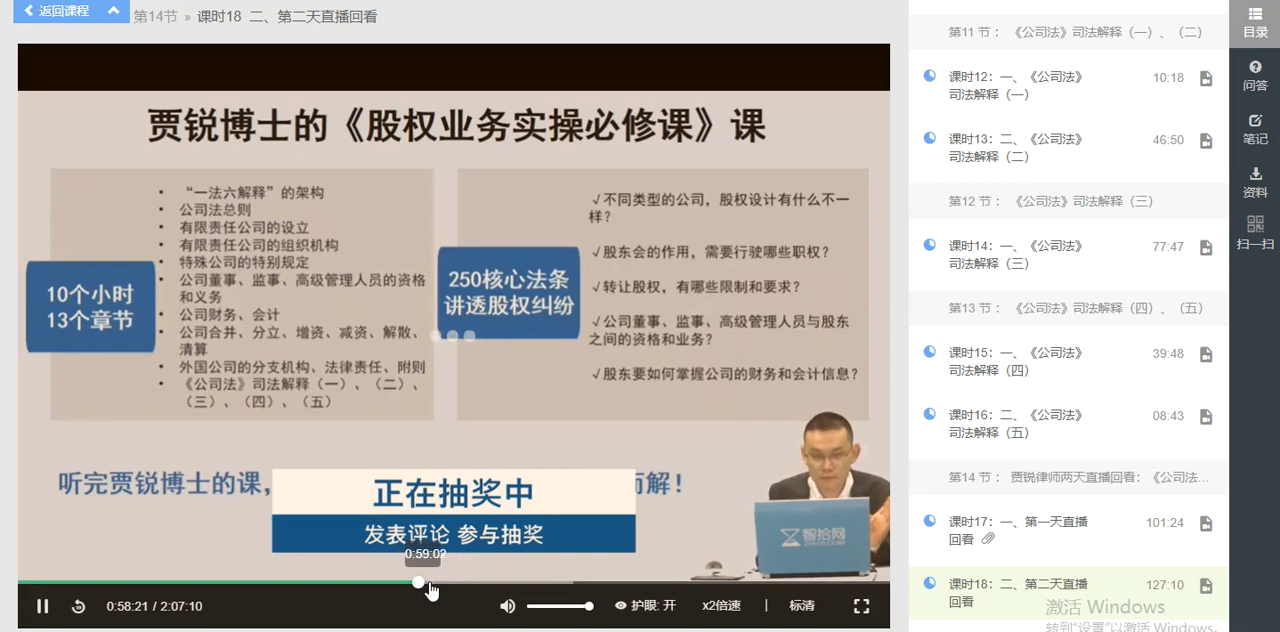 返回课程
第14节 » 课时18 二、第二天直播回看
贾锐博士的《股权业务实操必修课》课
10个小时
13个章节
• “一法六解释”的架构
• 公司法总则
• 有限责任公司的设立
• 有限责任公司的组织机构
• 特殊公司的特别规定
• 公司董事、监事、高级管理人员的资格
和义务
• 公司财务、会计
• 公司合并、分立、增资、减资、解散、
清算
• 外国公司的分支机构、法律责任、附则
• 《公司法》司法解释（一）、（二）、
（三）、（四）、（五）
250核心法条
讲透股权纠纷
√不同类型的公司，股权设计有什么不一
样？
√股东会的作用，需要行驶哪些职权？
√转让股权，有哪些限制和要求？
√公司董事、监事、高级管理人员与股东
之间的资格和业务？
√股东要如何掌握公司的财务和会计信息？
听完贾锐博士的课，
而解！
正在抽奖中
发表评论 参与抽奖
智拾网
0:59:02
0:58:21 / 2:07:10
护眼: 开
x2倍速
标清
第11 节： 《公司法》司法解释（一）、（二）
课时12：一、《公司法》
司法解释（一）
10:18
课时13：二、《公司法》
司法解释（二）
46:50
第12 节： 《公司法》司法解释（三）
课时14：一、《公司法》
司法解释（三）
77:47
第13 节： 《公司法》司法解释（四）、（五）
课时15：一、《公司法》
司法解释（四）
39:48
课时16：二、《公司法》
司法解释（五）
08:43
第14 节： 贾锐律师两天直播回看：《公司法...
课时17：一、第一天直播
回看
101:24
课时18：二、第二天直播
回看
127:10
激活 Windows
转到“设置”以激活 Windows。
目录
问答
笔记
资料
扫一扫